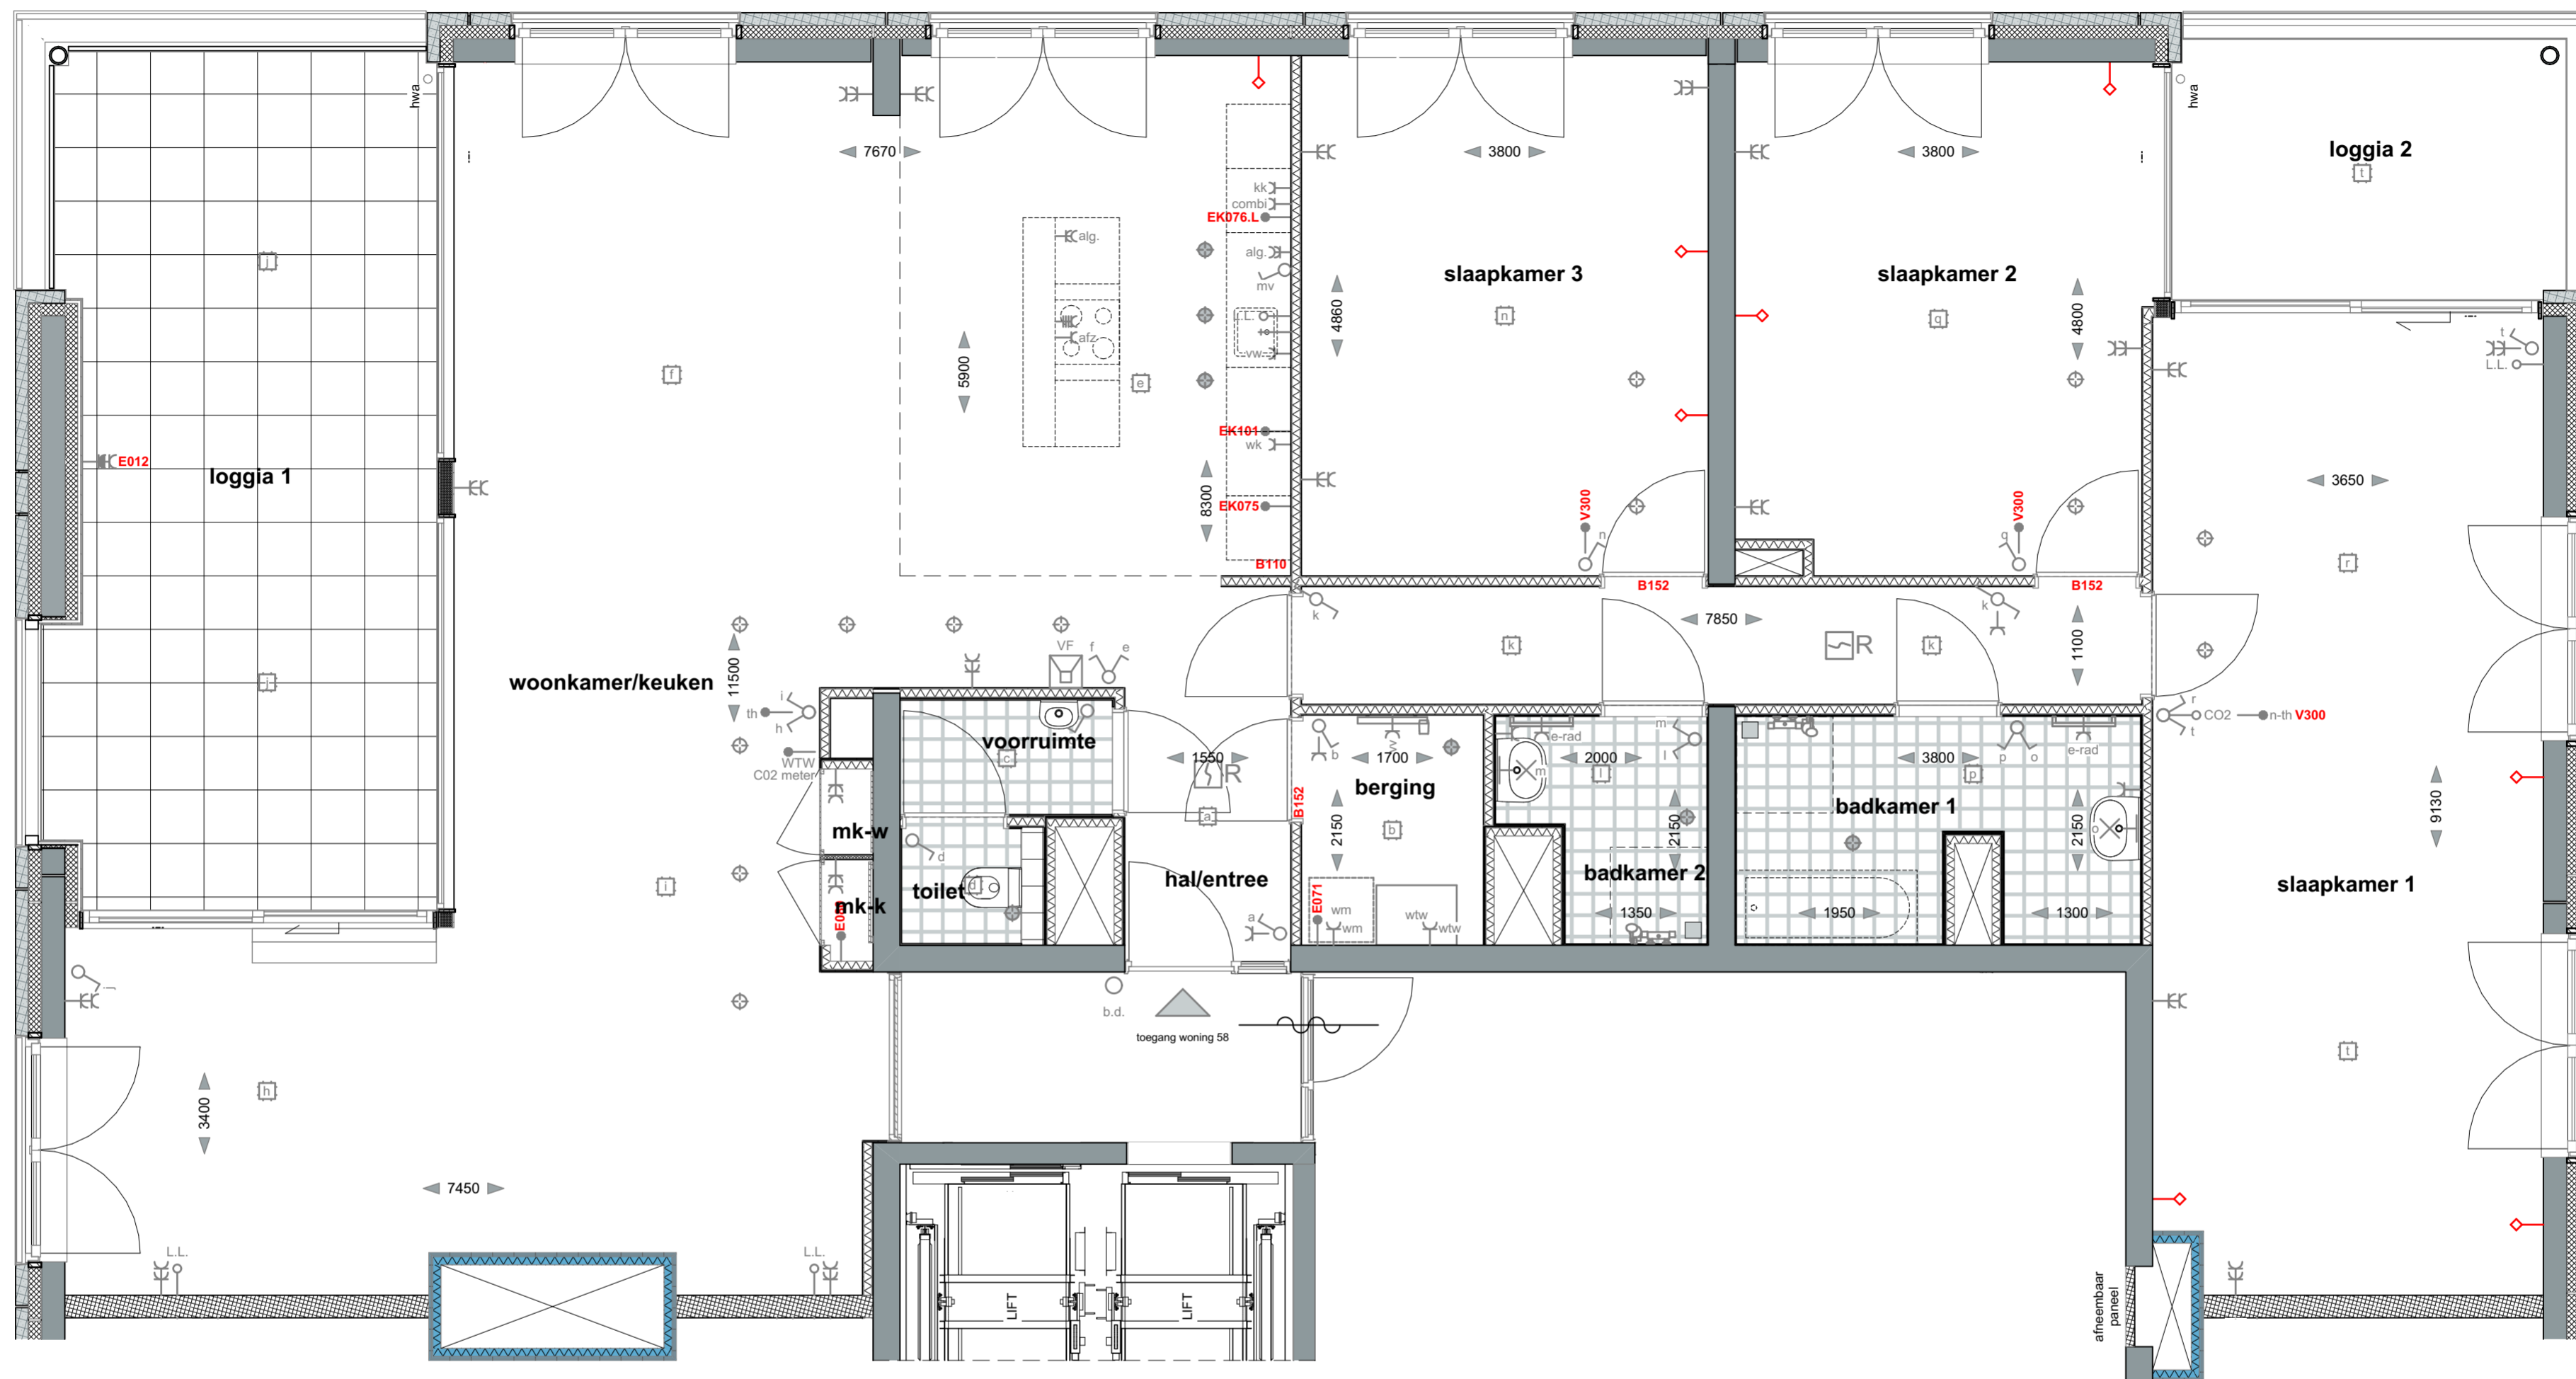 hwa
hwa
7670
3800
3800
loggia 2
t
kk
combi
EK076.L
alg.
alg.
mv
j
slaapkamer 3
slaapkamer 2
n
q
4860
4800
L.L.
t
L.L.
afz
vw
5900
f
e
EK101
wk
E012
loggia 1
8300
3650
EK075
V300
V300
n
q
B110
r
B152
B152
k
k
7850
1100
k
R
k
VF
f
e
j
woonkamer/keuken
11500
i
th
h
r
CO2
n-th V300
t
voorruimte
c
WTW
C02 meter
1550
R
b
v
1700
e-rad
m
l
2000
m
l
3800
p
o
e-rad
p
berging
B152
badkamer 1
a
2150
b
2150
2150
o
9130
mk-w
d
toilet
d
hal/entree
badkamer 2
slaapkamer 1
i
mk-k
a
E071
wm
wm
wtw
wtw
1350
1950
1300
j
b.d.
toegang woning 58
h
3400
t
7450
L.L.
L.L.
LIFT
LIFT
afneembaar
paneel